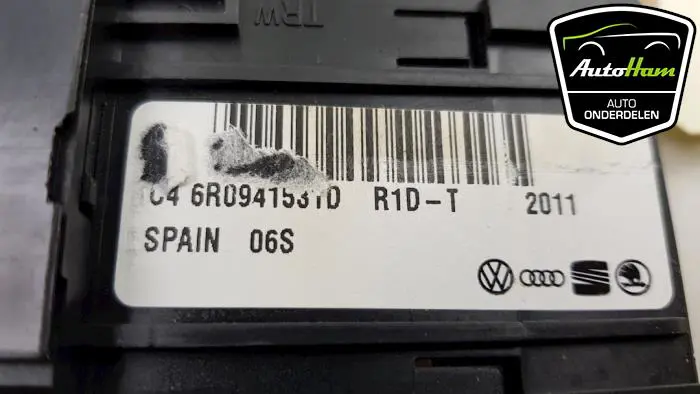 TRW
AutoHam
AUTO
ONDERDELEN
C4 6R0941531D R1D-T 2011
SPAIN 06S